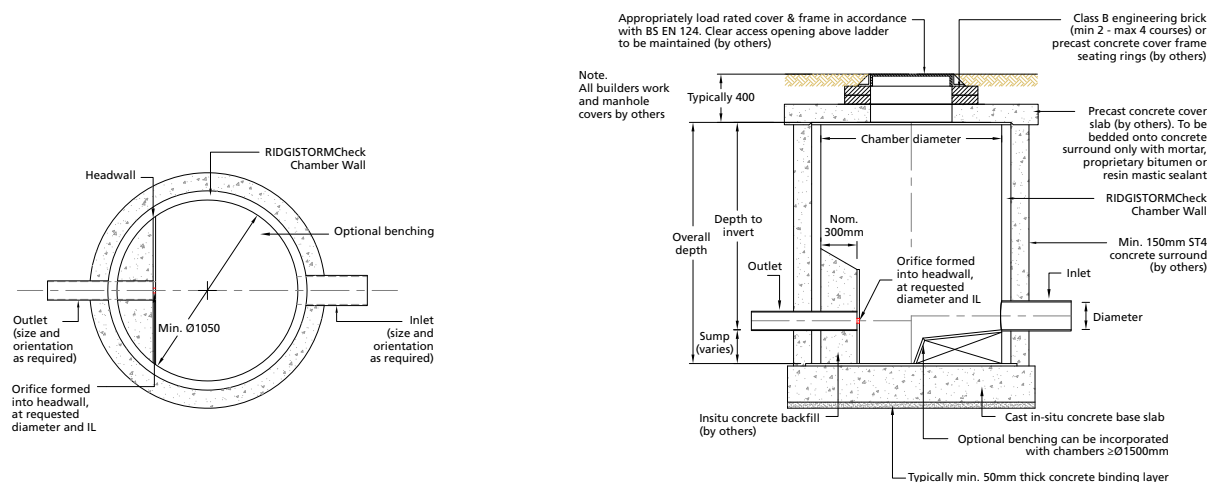 RIDGISTORMCheck
Chamber Wall
Headwall
Optional benching
Min. Ø1050
Outlet
(size and
orientation
as required)
Inlet
(size and
orientation
as required)
Orifice formed
into headwall,
at requested
diameter and IL
Appropriately load rated cover & frame in accordance
with BS EN 124. Clear access opening above ladder
to be maintained (by others)
Class B engineering brick
(min 2 - max 4 courses) or
precast concrete cover frame
seating rings (by others)
Note.
All builders work
and manhole
covers by others
Typically 400
Precast concrete cover
slab (by others). To be
bedded onto concrete
surround only with mortar,
proprietary bitumen or
resin mastic sealant
Chamber diameter
RIDGISTORMCheck
Chamber Wall
Overall
depth
Depth to
invert
Nom.
300mm
Min. 150mm ST4
concrete surround
(by others)
Outlet
Orifice formed
into headwall,
at requested
diameter and IL
Inlet
Diameter
Sump
(varies)
Insitu concrete backfill
(by others)
Cast in-situ concrete base slab
Optional benching can be incorporated
with chambers ≥Ø1500mm
Typically min. 50mm thick concrete binding layer